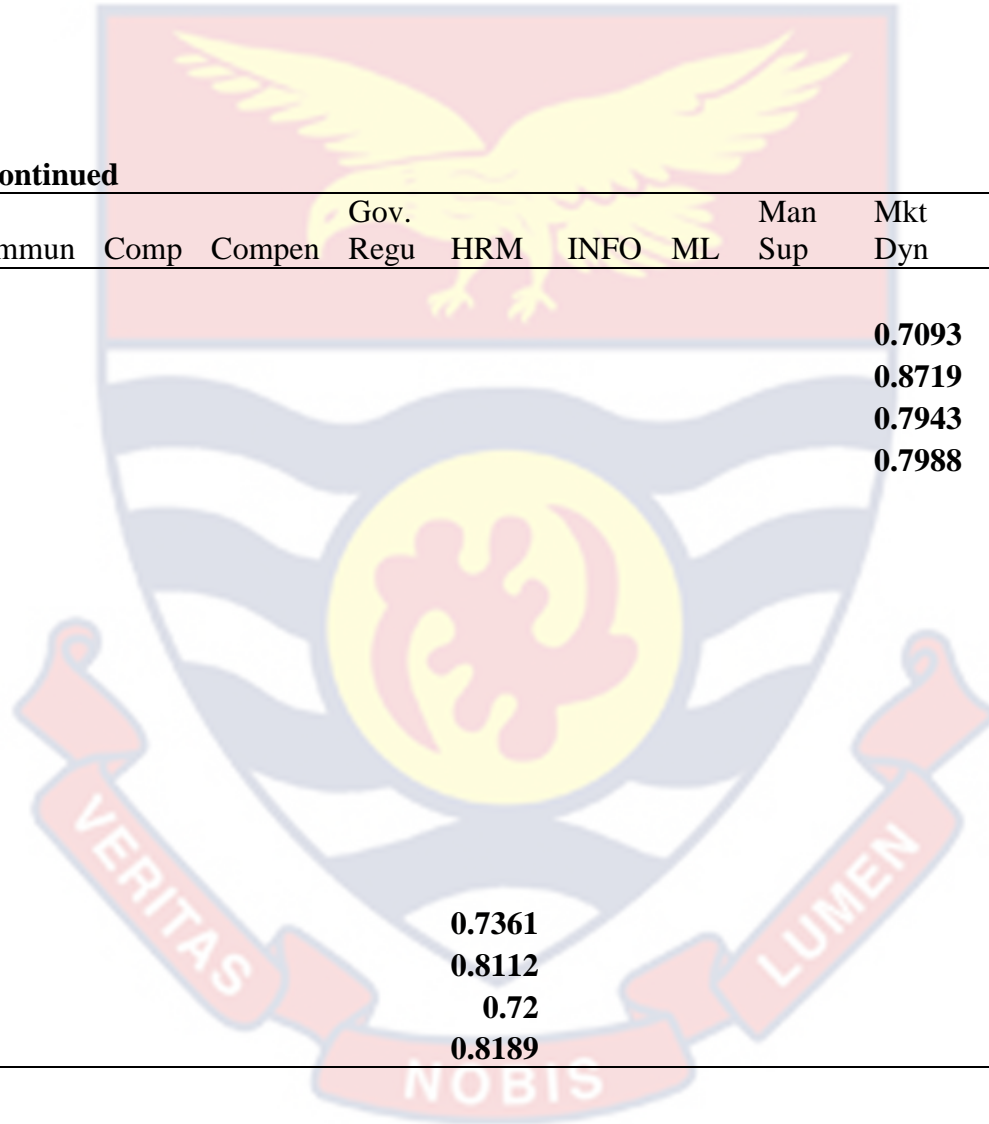 ontinued
Gov. Man Mkt
mmun Comp Compen Regu HRM INFO ML Sup Dyn
0.7093
0.8719
0.7943
0.7988
0.7361
0.8112
0.72
0.8189
VERITAS
NOBIS
LUMEN